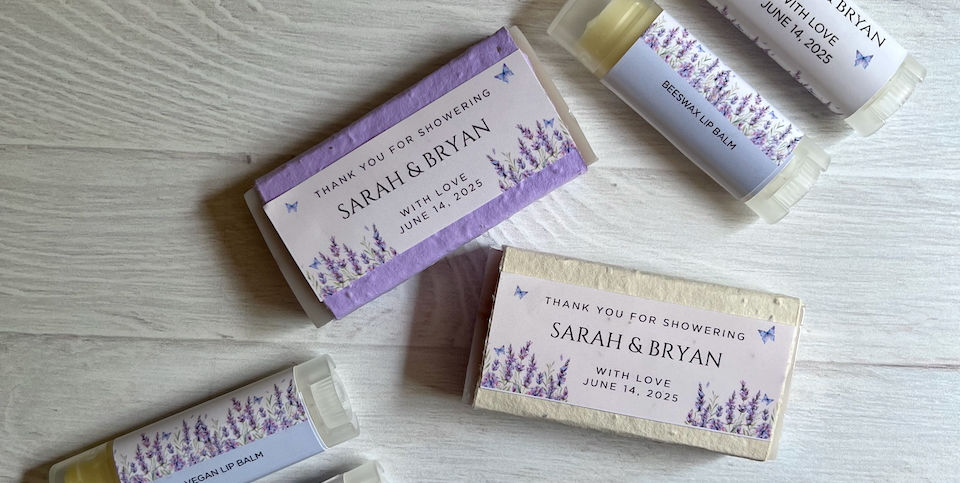 THANK YOU FOR SHOWERING
SARAH & BRYAN
WITH LOVE
JUNE 14, 2025
BEESWAX LIP BALM
& BRYAN
WITH LOVE
JUNE 14, 2025
THANK YOU FOR SHOWERING
SARAH & BRYAN
WITH LOVE
JUNE 14, 2025
VEGAN LIP BALM